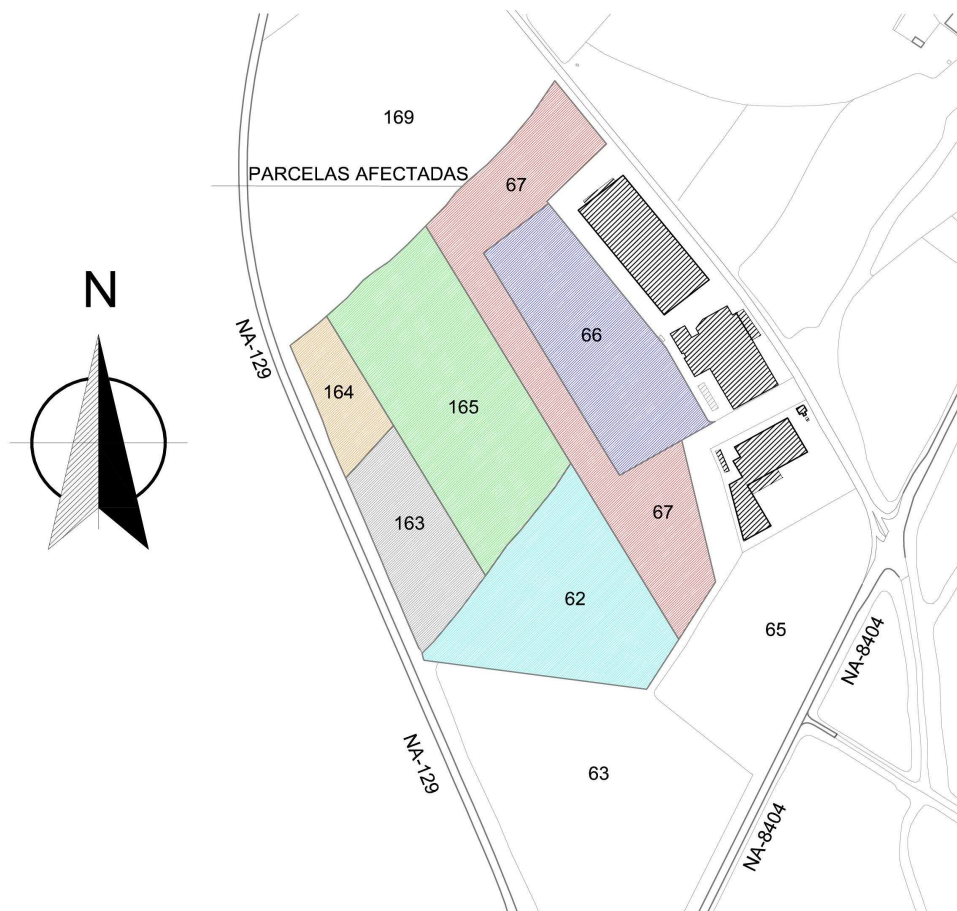 169
PARCELAS AFECTADAS
67
N
66
NA-129
164
165
163
67
62
65
NA-8404
NA-129
63
NA-8404